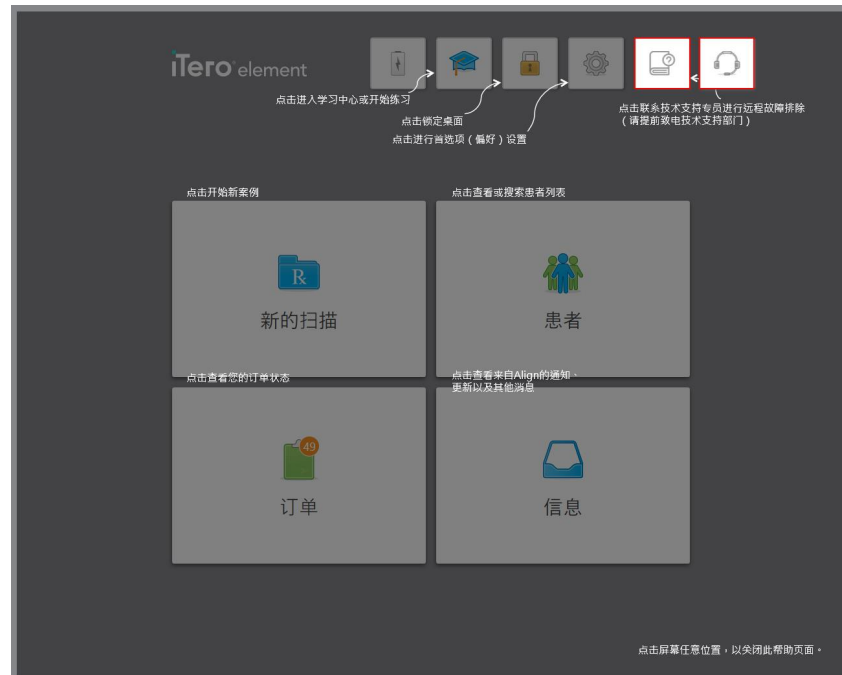 iTero element
点击进入学习中心或开始练习
点击锁定桌面
点击进行首选项（偏好）设置
点击联系技术支持专员进行远程故障排除
（请提前致电技术支持部门）
点击开始新案例
点击查看或搜索患者列表
R
新的扫描
患者
点击查看您的订单状态
点击查看来自Align的通知、
更新以及其他消息
49
订单
信息
点击屏幕任意位置，以关闭此帮助页面。